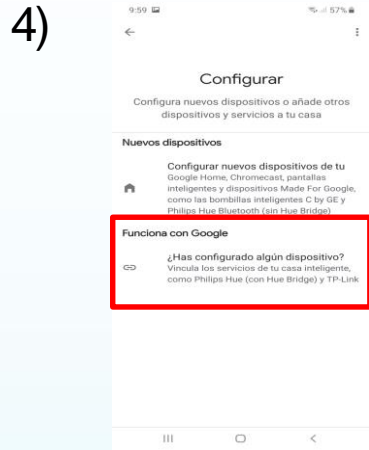 4)
9:59
57%
Configurar
Configura nuevos dispositivos o añade otros
dispositivos y servicios a tu casa
Nuevos dispositivos
Configurar nuevos dispositivos de tu
Google Home, Chromecast, pantallas
inteligentes y dispositivos Made For Google,
como las bombillas inteligentes C by GE y
Philips Hue Bluetooth (sin Hue Bridge)
Funciona con Google
¿Has configurado algún dispositivo?
Vincula los servicios de tu casa inteligente,
como Philips Hue (con Hue Bridge) y TP-Link